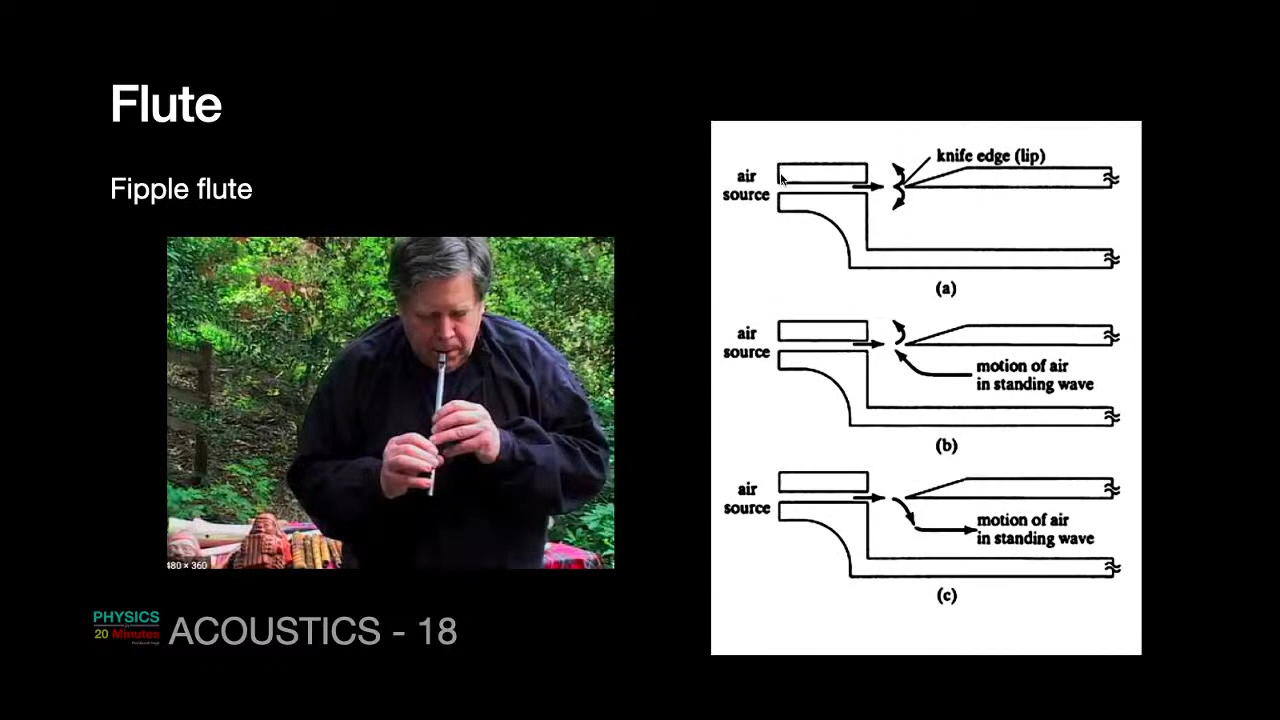 Flute
Fipple flute
480 × 360
PHYSICS
20 Minutes
ACOUSTICS - 18
knife edge (lip)
air
source
(a)
air
source
motion of air
in standing wave
(b)
air
source
motion of air
in standing wave
(c)